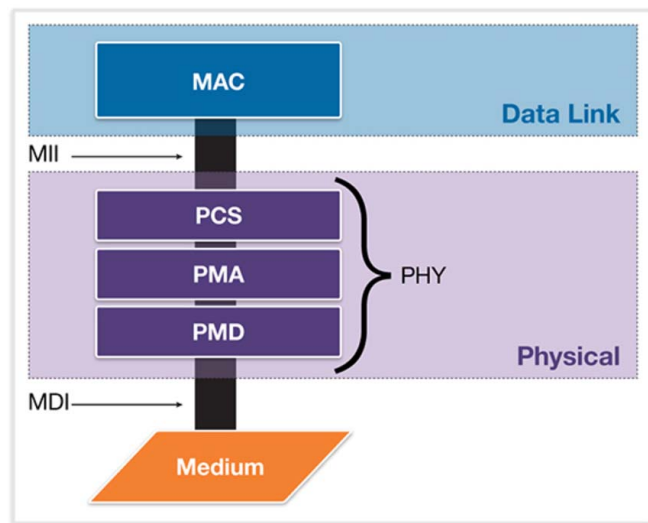 MAC
Data Link
MII
PCS
PMA
PHY
PMD
Physical
MDI
Medium